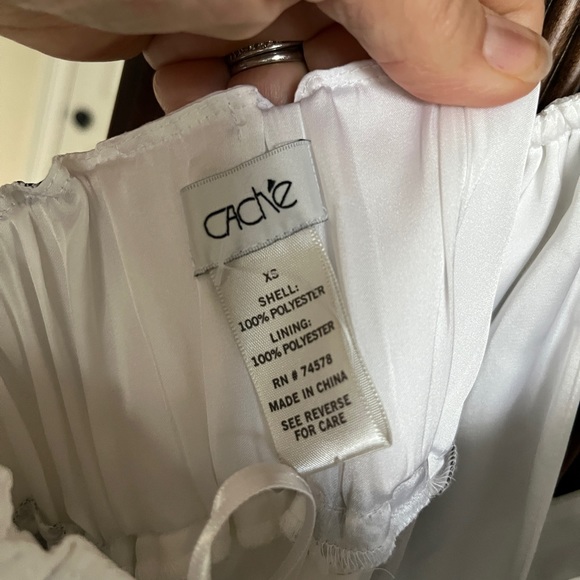 CAChé
XS
SHELL:
100% POLYESTER
LINING:
100% POLYESTER
RN # 74578
MADE IN CHINA
SEE REVERSE
FOR CARE